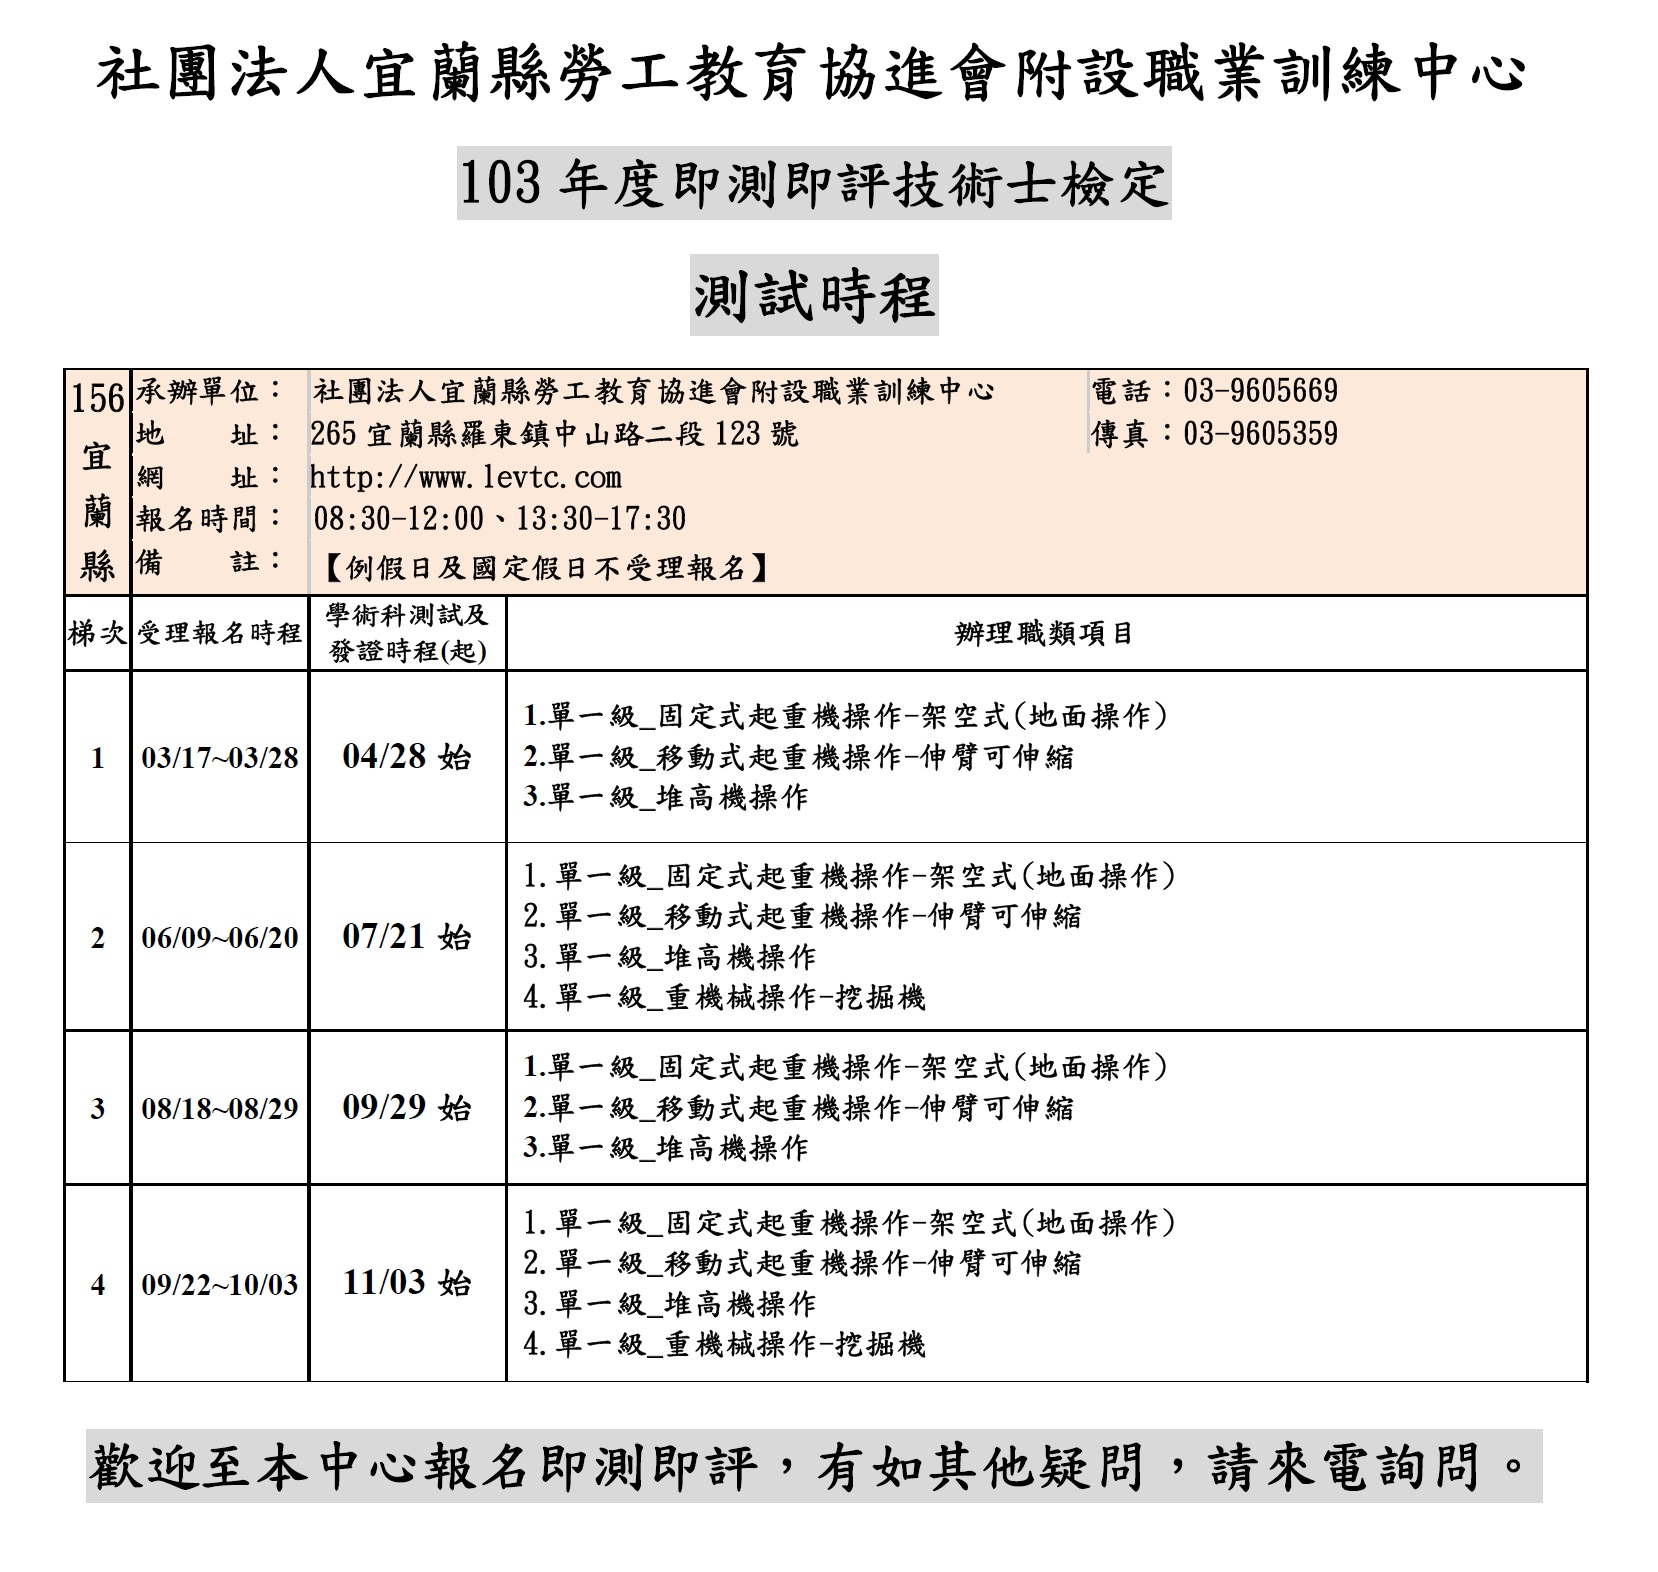 社團法人宜蘭縣勞工教育協進會附設職業訓練中心
103 年度即測即評技術士檢定
測試時程
156 宜蘭縣
承辦單位： 社團法人宜蘭縣勞工教育協進會附設職業訓練中心 電話：03-9605669
地 址： 265 宜蘭縣羅東鎮中山路二段 123 號 傳真：03-9605359
網 址： http://www.levtc.com
報名時間： 08:30-12:00、13:30-17:30
備 註： 【例假日及國定假日不受理報名】
梯次 受理報名時程 學術科測試及 辦理職類項目
發證時程(起)
1 03/17~03/28 04/28 始
1.單一級_固定式起重機操作-架空式(地面操作)
2.單一級_移動式起重機操作-伸臂可伸縮
3.單一級_堆高機操作
2 06/09~06/20 07/21 始
1.單一級_固定式起重機操作-架空式(地面操作)
2.單一級_移動式起重機操作-伸臂可伸縮
3.單一級_堆高機操作
4.單一級_重機械操作-挖掘機
3 08/18~08/29 09/29 始
1.單一級_固定式起重機操作-架空式(地面操作)
2.單一級_移動式起重機操作-伸臂可伸縮
3.單一級_堆高機操作
4 09/22~10/03 11/03 始
1.單一級_固定式起重機操作-架空式(地面操作)
2.單一級_移動式起重機操作-伸臂可伸縮
3.單一級_堆高機操作
4.單一級_重機械操作-挖掘機
歡迎至本中心報名即測即評，有如其他疑問，請來電詢問。